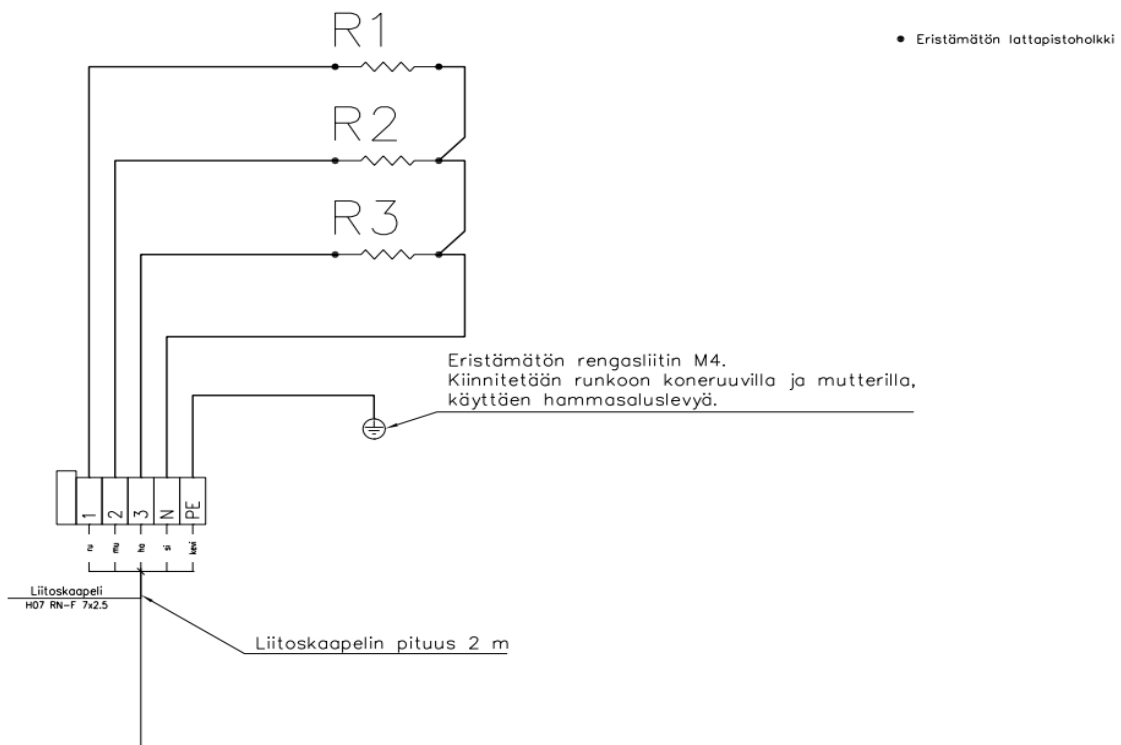 R1
Eristämätön lattapistoholkki
R2
R3
Eristämätön rengasliitin M4.
Kiinnitetään runkoon koneruuvilla ja mutterilla,
käyttäen hammasaluslevyä.
1 2 3 N PE
ru mu ha si kevi
Liitoskaapeli
H07 RN-F 7x2.5
Liitoskaapelin pituus 2 m